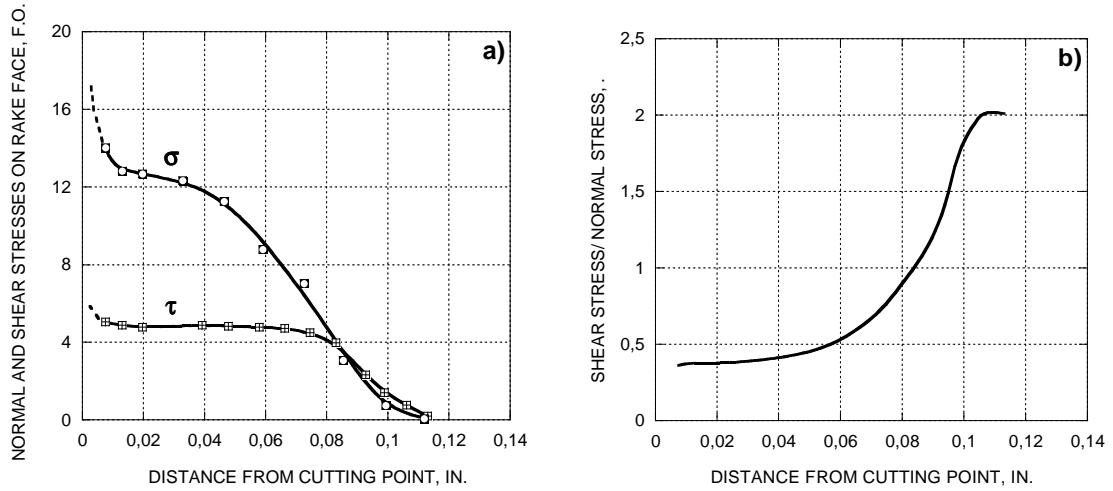 NORMAL AND SHEAR STRESSES ON RAKE FACE, F.O.
20
16
12
8
4
0
a)
σ
τ
0 0,02 0,04 0,06 0,08 0,1 0,12 0,14
DISTANCE FROM CUTTING POINT, IN.
SHEAR STRESS/ NORMAL STRESS, .
2,5
2
1,5
1
0,5
0
b)
0 0,02 0,04 0,06 0,08 0,1 0,12 0,14
DISTANCE FROM CUTTING POINT, IN.